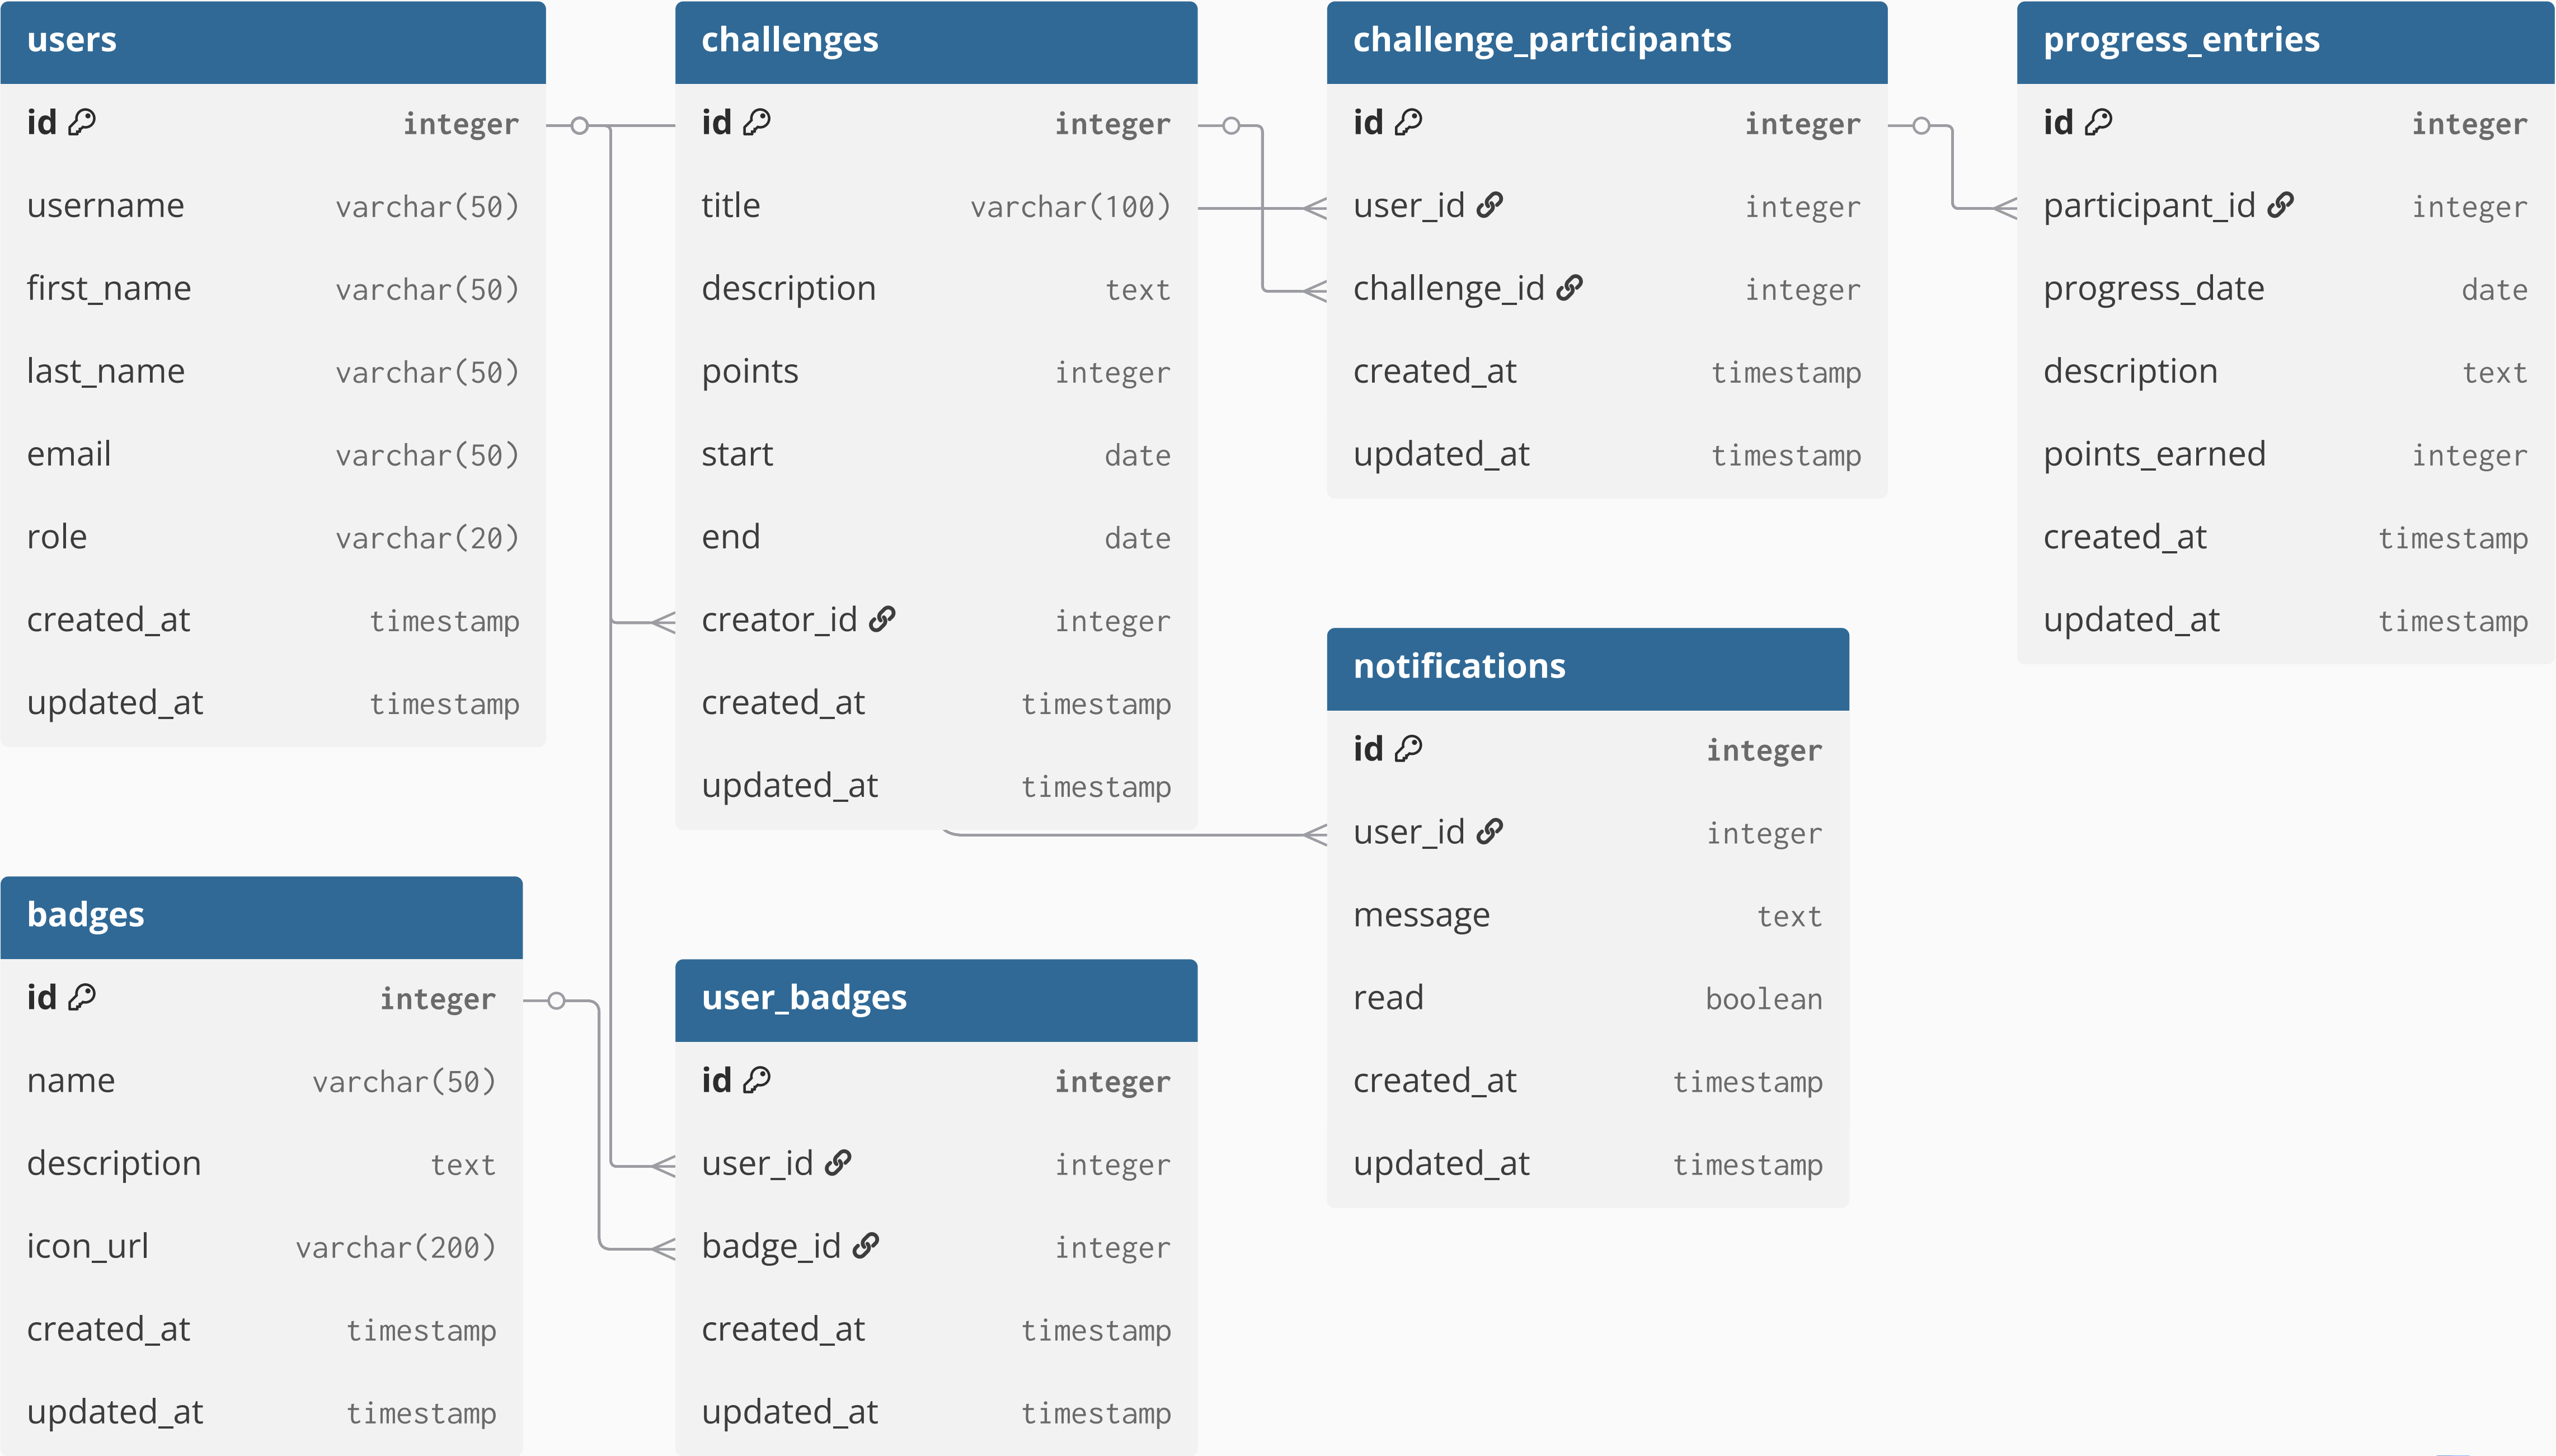 users
id integer
username varchar(50)
first_name varchar(50)
last_name varchar(50)
email varchar(50)
role varchar(20)
created_at timestamp
updated_at timestamp
challenges
id integer
title varchar(100)
description text
points integer
start date
end date
creator_id integer
created_at timestamp
updated_at timestamp
challenge_participants
id integer
user_id integer
challenge_id integer
created_at timestamp
updated_at timestamp
progress_entries
id integer
participant_id integer
progress_date date
description text
points_earned integer
created_at timestamp
updated_at timestamp
notifications
id integer
user_id integer
message text
read boolean
created_at timestamp
updated_at timestamp
badges
id integer
name varchar(50)
description text
icon_url varchar(200)
created_at timestamp
updated_at timestamp
user_badges
id integer
user_id integer
badge_id integer
created_at timestamp
updated_at timestamp